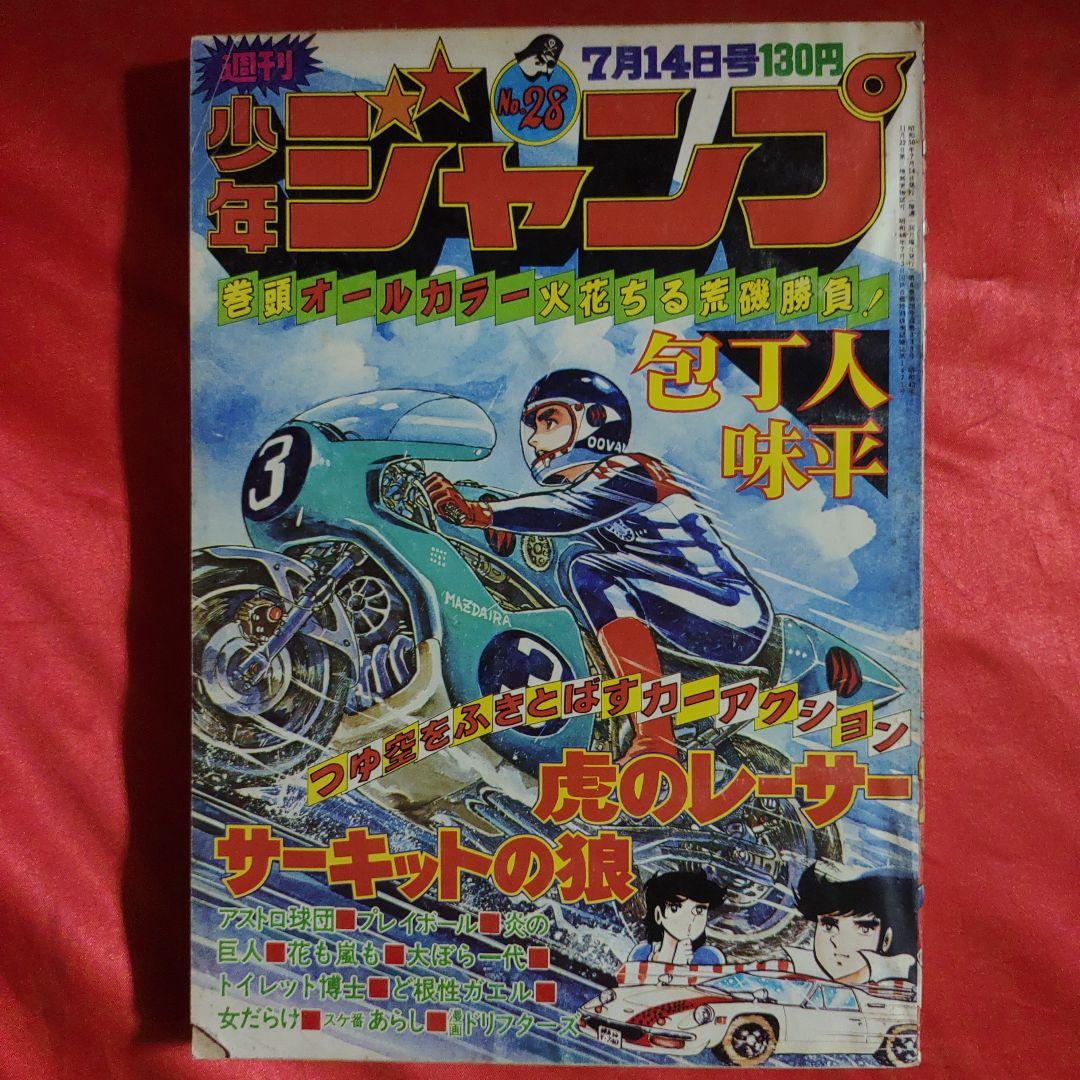 週刊
少年
ジャンプ
No.28
7月14日号130円
巻頭オールカラー火花ちる荒磯勝負!
包丁人
味平
3
OOVA
MAZDAIRA
つゆ空をふきとばすカーアクション
虎のレーサー
サーキットの狼
アストロ球団■プレイボール■炎の
巨人■花も嵐も■大ぼら一代■
トイレット博士■ど根性ガエル■
女だらけ■スケ番あらし■漫画ドリフターズ